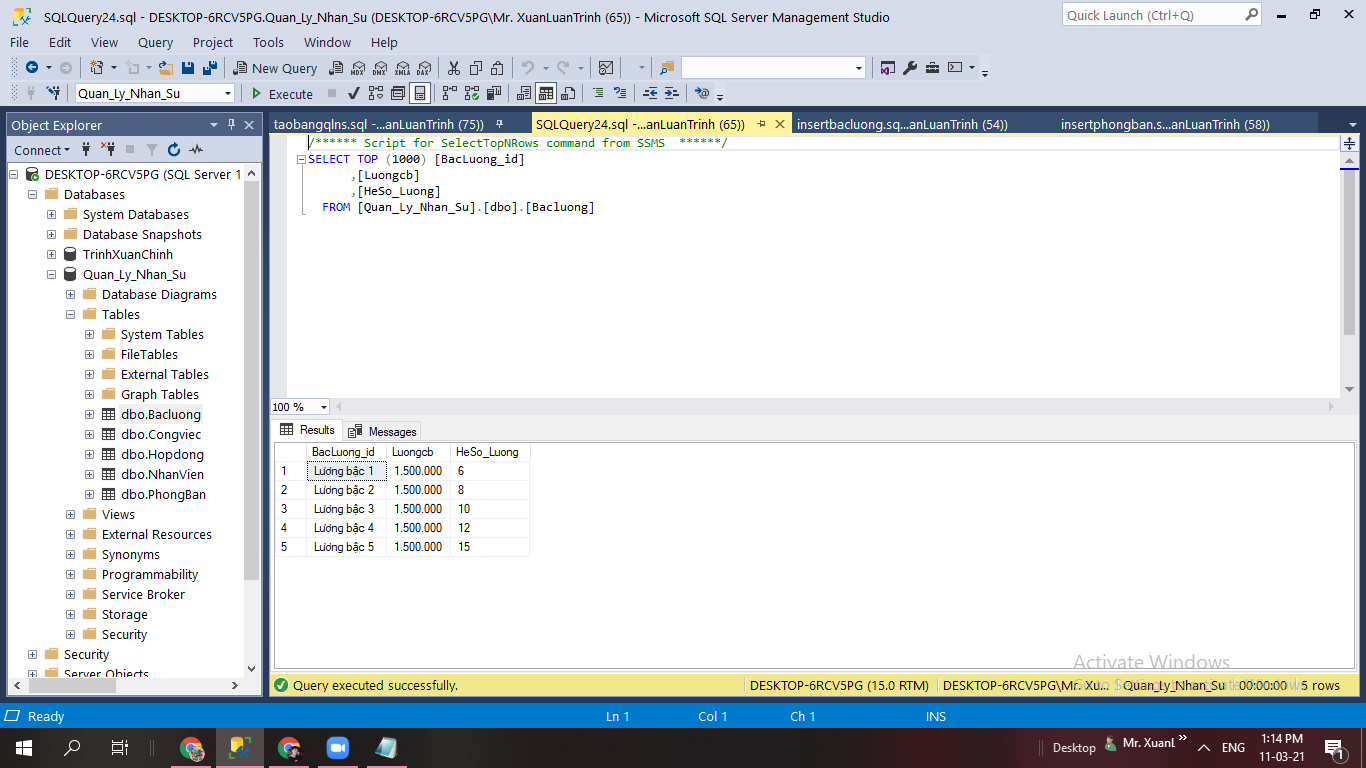 SQLQuery24.sql - DESKTOP-6RCV5PG.Quan_Ly_Nhan_Su (DESKTOP-6RCV5PG\Mr. XuanLuanTrinh (65)) - Microsoft SQL Server Management Studio
Quick Launch (Ctrl+Q)
File Edit View Query Project Tools Window Help
New Query
MDX DMX XMLA DAX
Quan_Ly_Nhan_Su
Execute
Object Explorer
Connect
DESKTOP-6RCV5PG (SQL Server 1
Databases
System Databases
Database Snapshots
TrinhXuanChinh
Quan_Ly_Nhan_Su
Database Diagrams
Tables
System Tables
FileTables
External Tables
Graph Tables
dbo.Bacluong
dbo.Congviec
dbo.Hopdong
dbo.NhanVien
dbo.PhongBan
Views
External Resources
Synonyms
Programmability
Service Broker
Storage
Security
Security
Server Objects
taobangqlns.sql -...anLuanTrinh (75))
SQLQuery24.sql -...anLuanTrinh (65))
insertbacluong.sq...anLuanTrinh (54))
insertphongban.s...anLuanTrinh (58))
/****** Script for SelectTopNRows command from SSMS ******/
SELECT TOP (1000) [BacLuong_id]
,[Luongcb]
,[HeSo_Luong]
FROM [Quan_Ly_Nhan_Su].[dbo].[Bacluong]
100 %
Results
Messages
BacLuong_id Luongcb HeSo_Luong
1 Lương bậc 1 1.500.000 6
2 Lương bậc 2 1.500.000 8
3 Lương bậc 3 1.500.000 10
4 Lương bậc 4 1.500.000 12
5 Lương bậc 5 1.500.000 15
Activate Windows
Query executed successfully.
DESKTOP-6RCV5PG (15.0 RTM)
DESKTOP-6RCV5PG\Mr. Xu...
Quan_Ly_Nhan_Su
00:00:00
5 rows
Ready
Ln 1
Col 1
Ch 1
INS
Desktop
Mr. XuanL
ENG
1:14 PM
11-03-21
1